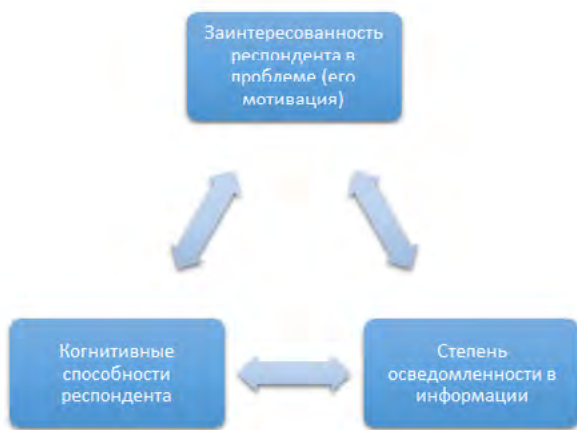 Заинтересованность
респондента в
проблеме (его
мотивация)
Когнитивные
способности
респондента
Степень
осведомленности в
информации